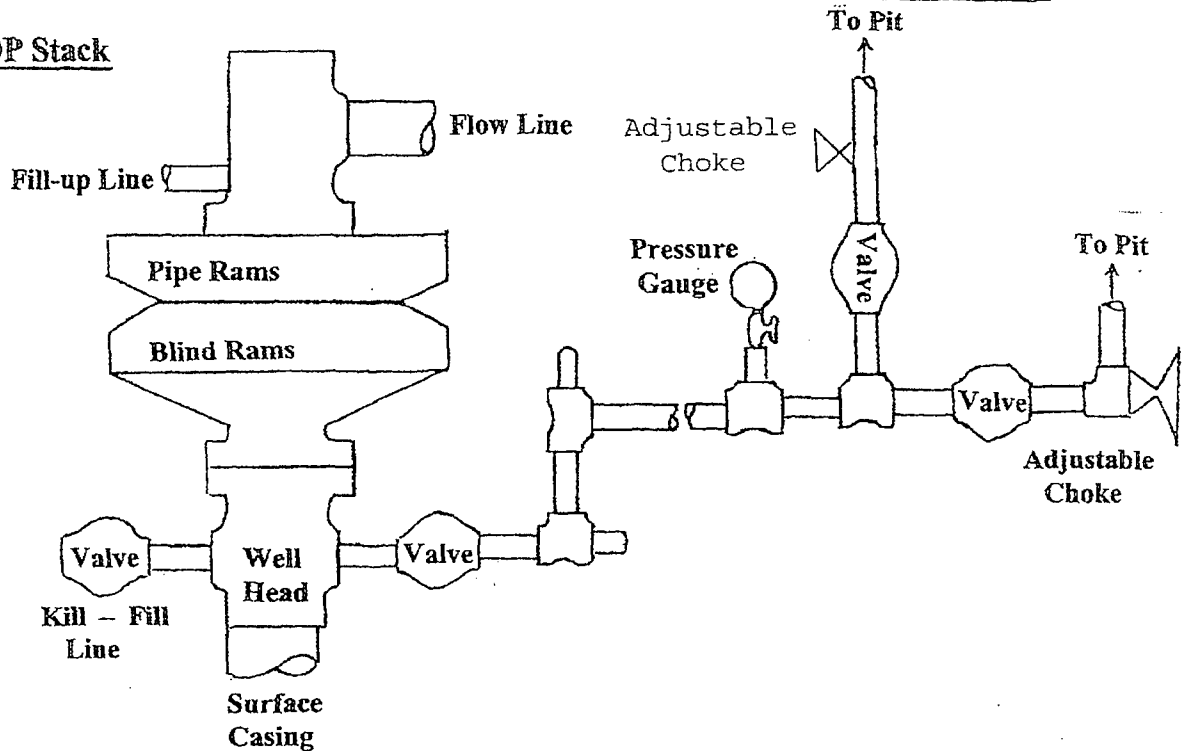 To Pit
OP Stack
Flow Line
Adjustable
Choke
Fill-up Line
Pressure
Gauge
Valve
To Pit
Pipe Rams
Blind Rams
Valve
Adjustable
Choke
Valve
Well
Head
Valve
Kill – Fill
Line
Surface
Casing